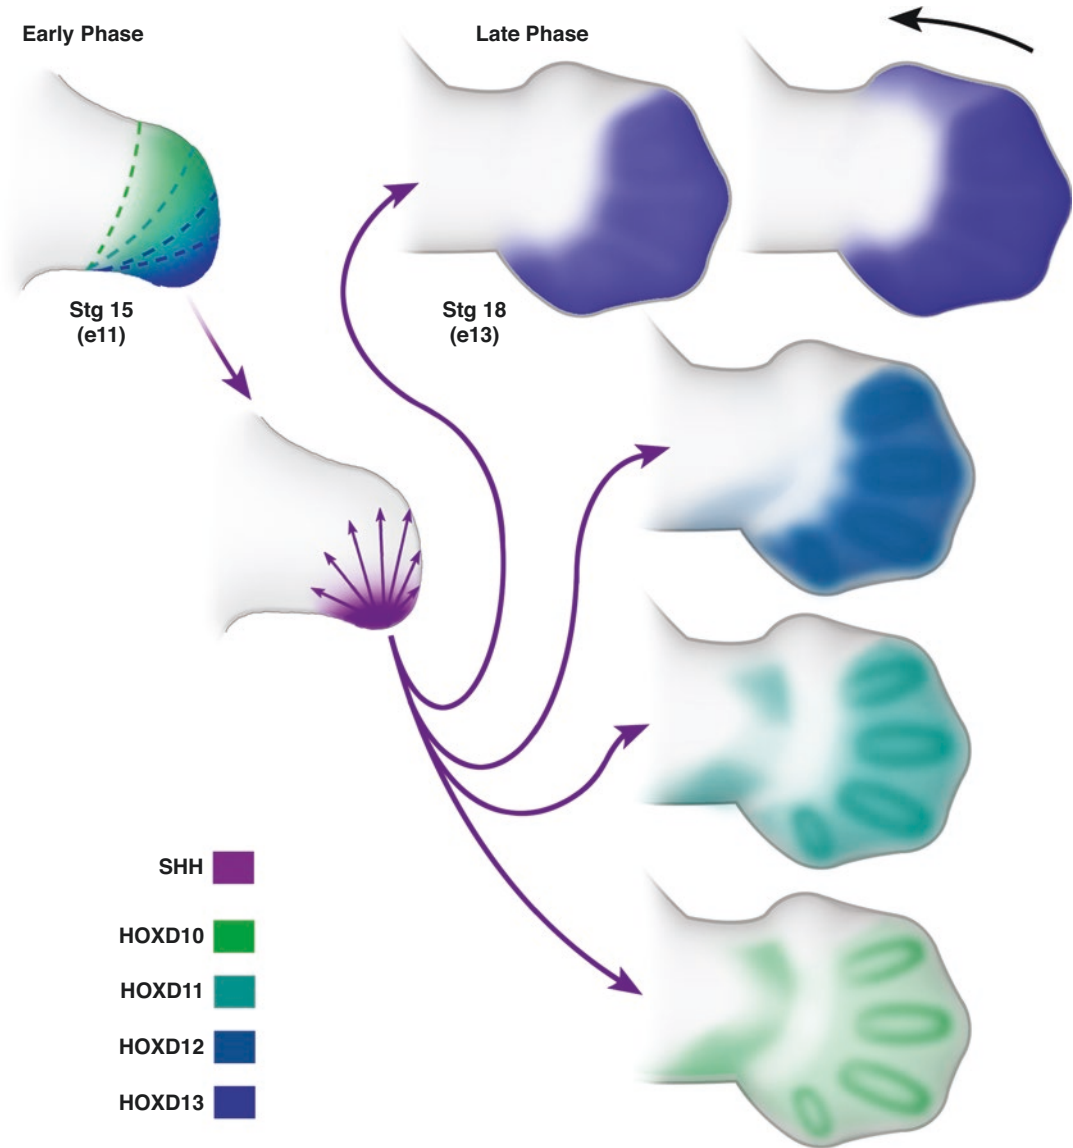 Early Phase
Late Phase
Stg 15
(e11)
Stg 18
(e13)
SHH
HOXD10
HOXD11
HOXD12
HOXD13